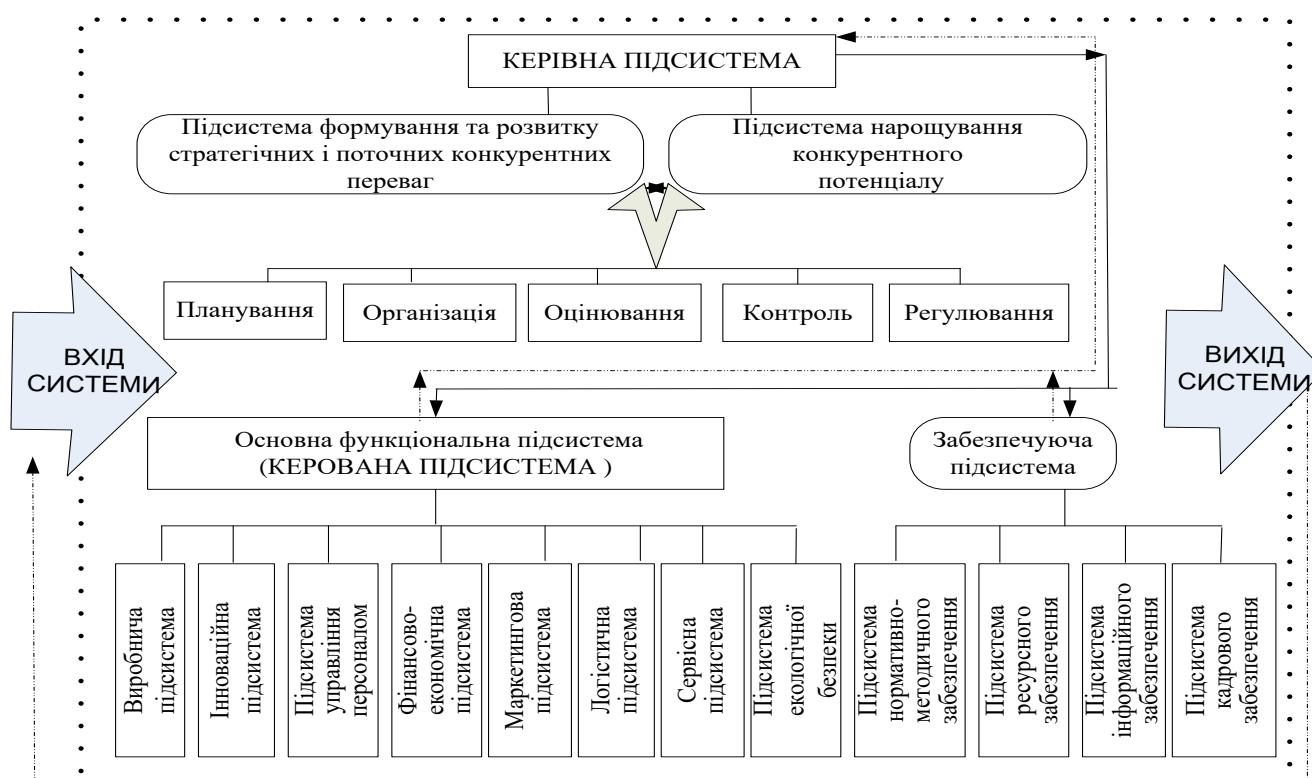 КЕРІВНА ПІДСИСТЕМА
Підсистема формування та розвитку
стратегічних і поточних конкурентних
переваг
Підсистема нарощування
конкурентного
потенціалу
Планування
Організація
Оцінювання
Контроль
Регулювання
ВХІД
СИСТЕМИ
ВИХІД
СИСТЕМИ
Основна функціональна підсистема
(КЕРОВАНА ПІДСИСТЕМА )
Забезпечуюча
підсистема
Виробнича
підсистема
Інноваційна
підсистема
Підсистема
управління
персоналом
Фінансово-
економічна
підсистема
Маркетингова
підсистема
Логістична
підсистема
Сервісна
підсистема
Підсистема
екологічної
безпеки
Підсистема
нормативно-
методичного
забезпечення
Підсистема
ресурсного
забезпечення
Підсистема
інформаційного
забезпечення
Підсистема
кадрового
забезпечення